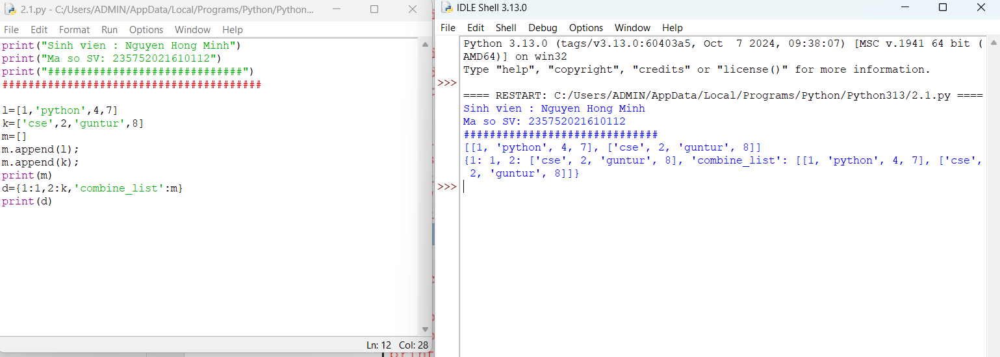 2.1.py - C:/Users/ADMIN/AppData/Local/Programs/Python/Python...
File Edit Format Run Options Window Help
print("Sinh vien : Nguyen Hong Minh")
print("Ma so SV: 235752021610112")
print("##############################")
########################################
l=[1,'python',4,7]
k=['cse',2,'guntur',8]
m=[]
m.append(l);
m.append(k);
print(m)
d={1:1,2:k,'combine_list':m}
print(d)
Ln: 12 Col: 28
IDLE Shell 3.13.0
File Edit Shell Debug Options Window Help
Python 3.13.0 (tags/v3.13.0:60403a5, Oct  7 2024, 09:38:07) [MSC v.1941 64 bit (
AMD64)] on win32
Type "help", "copyright", "credits" or "license()" for more information.
>>>
==== RESTART: C:/Users/ADMIN/AppData/Local/Programs/Python/Python313/2.1.py ====
Sinh vien : Nguyen Hong Minh
Ma so SV: 235752021610112
##############################
[[1, 'python', 4, 7], ['cse', 2, 'guntur', 8]]
{1: 1, 2: ['cse', 2, 'guntur', 8], 'combine_list': [[1, 'python', 4, 7], ['cse',
 2, 'guntur', 8]]}
>>>